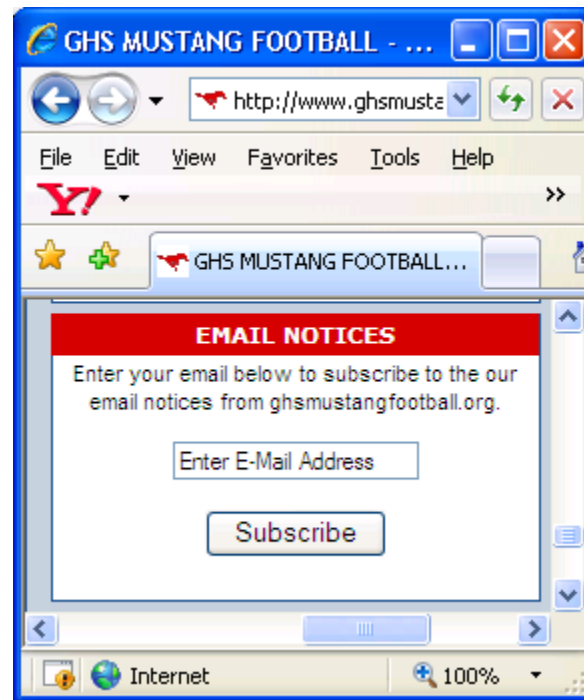 GHS MUSTANG FOOTBALL - ...
http://www.ghsmusta
File Edit View Favorites Tools Help
Y!
GHS MUSTANG FOOTBALL...
EMAIL NOTICES
Enter your email below to subscribe to the our
email notices from ghsmustangfootball.org.
Enter E-Mail Address
Subscribe
Internet 100%